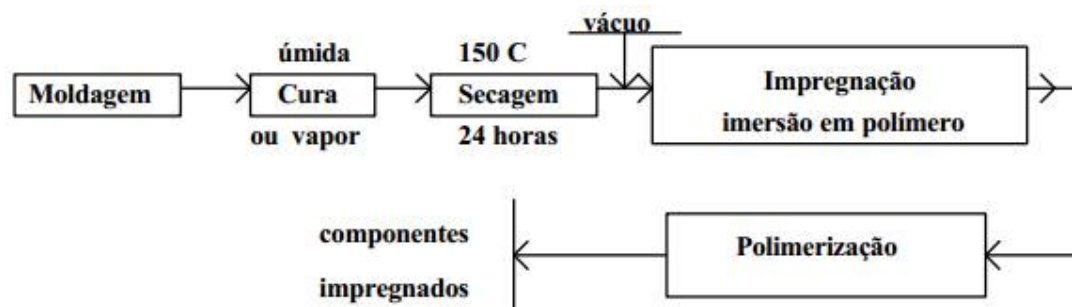 vácuo
úmida
150 C
Moldagem
Cura
Secagem
Impregnação
imersão em polímero
ou vapor
24 horas
componentes
impregnados
Polimerização